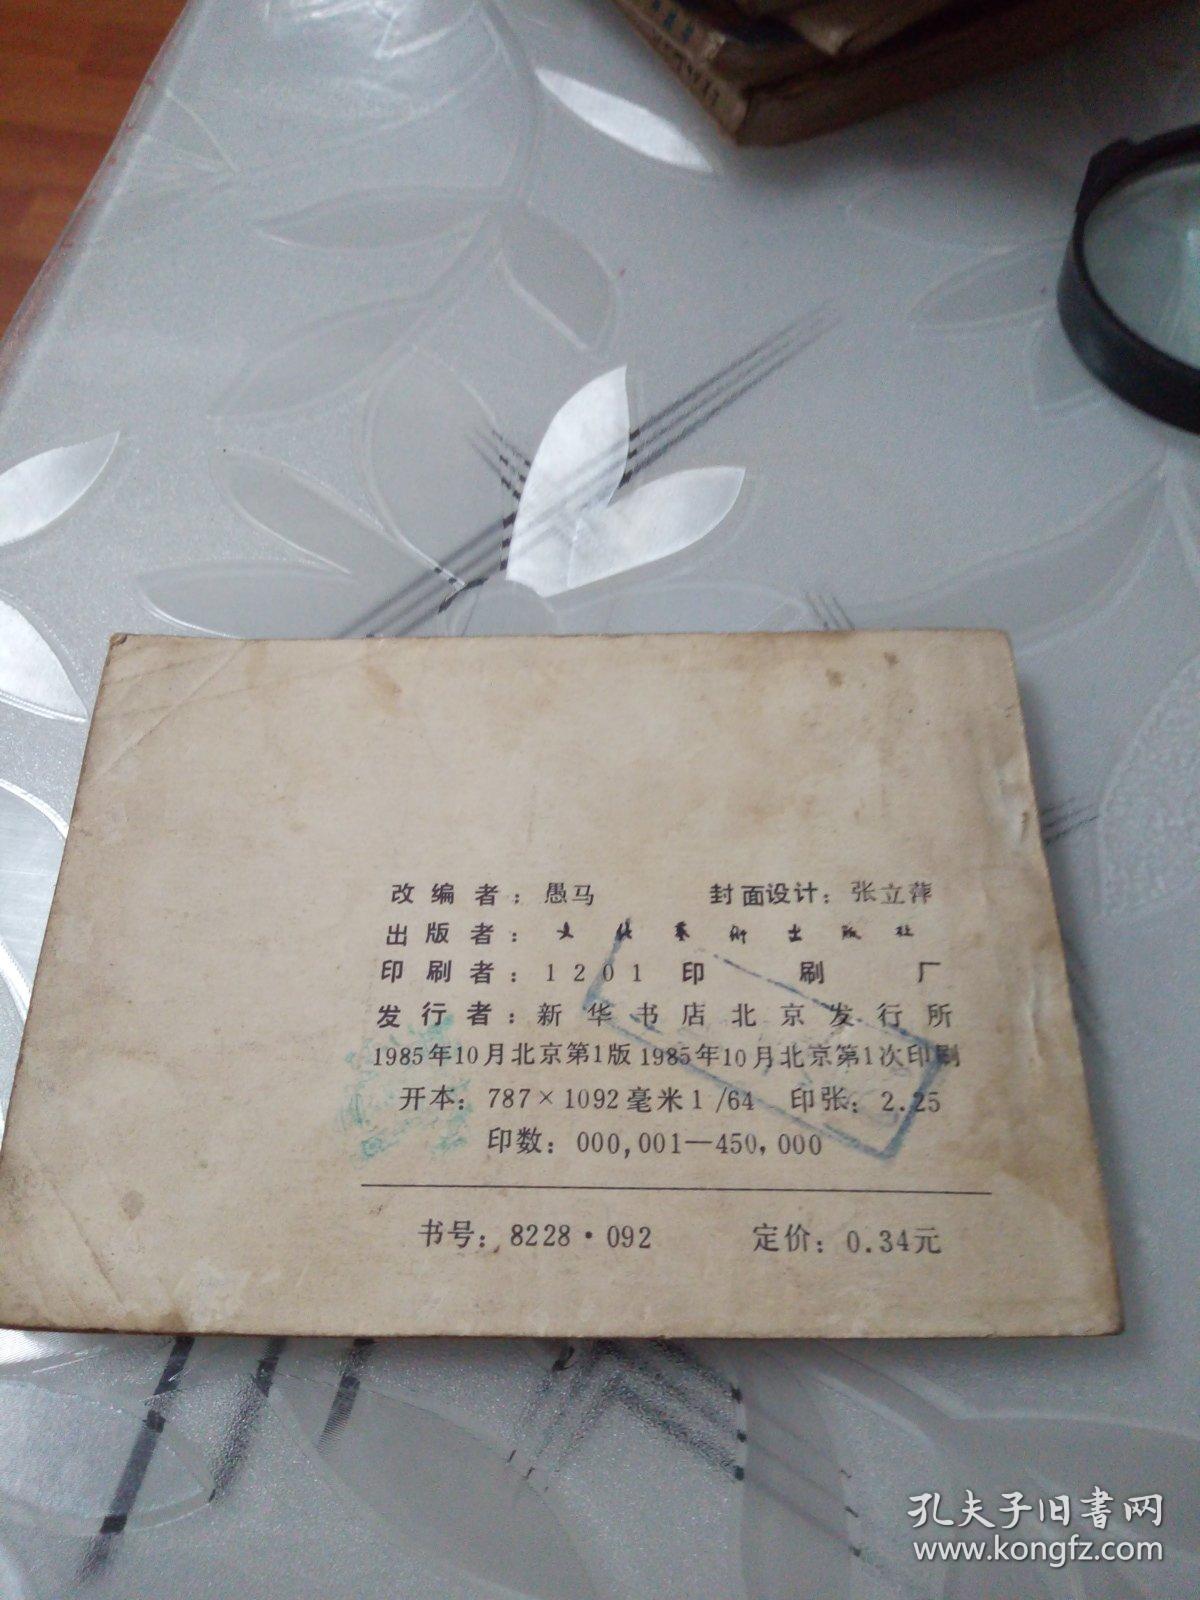 改编者：愚马 封面设计：张立萍
出版者：文化艺术出版社
印刷者：1201印刷厂
发行者：新华书店北京发行所
1985年10月北京第1版 1985年10月北京第1次印刷
开本：787×1092毫米1/64 印张：2.25
印数：000,001—450,000
书号：8228·092 定价：0.34元
孔夫子旧书网
www.kongfz.com